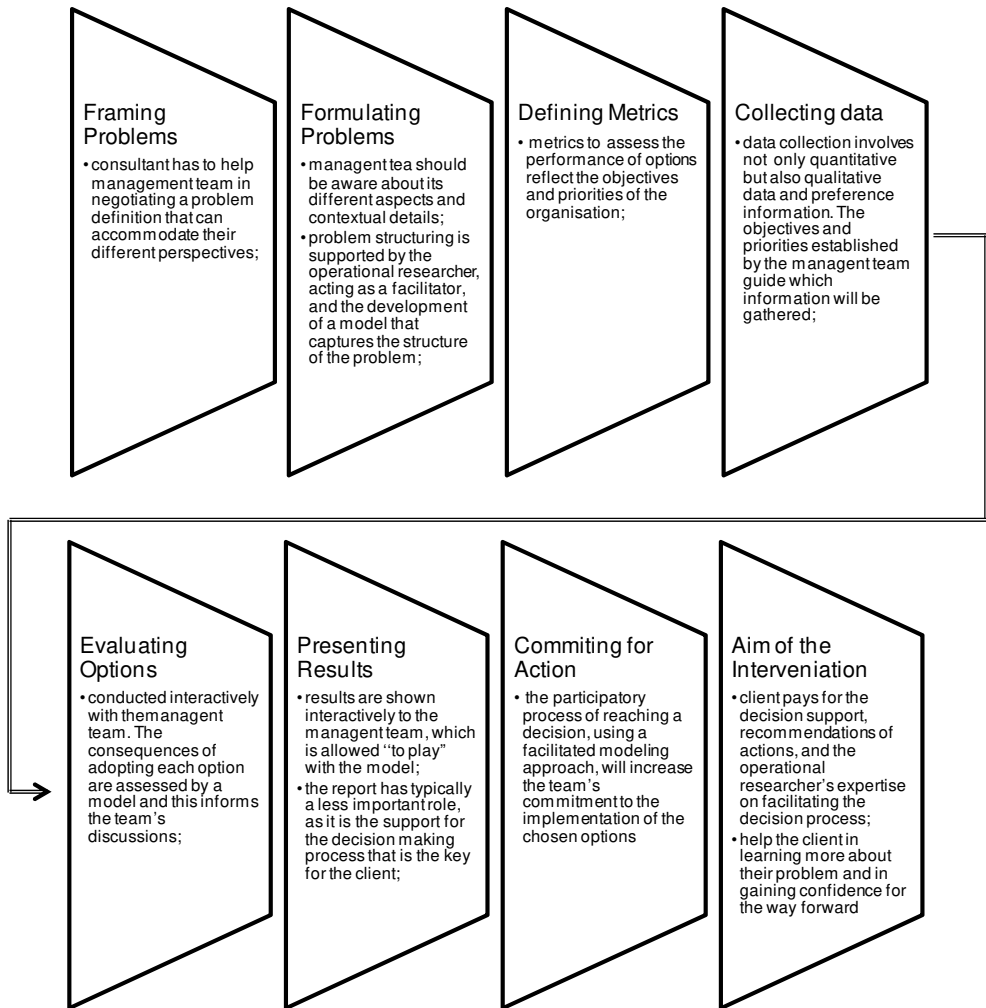 Framing
Problems
• consultant has to help
management team in
negotiating a problem
definition that can
accommodate their
different perspectives;
Formulating
Problems
• managent tea should
be aware about its
different aspects and
contextual details;
• problem structuring is
supported by the
operational researcher,
acting as a facilitator,
and the development
of a model that
captures the structure
of the problem;
Defining Metrics
• metrics to assess the
performance of options
reflect the objectives
and priorities of the
organisation;
Collecting data
• data collection involves
not only quantitative
but also qualitative
data and preference
information. The
objectives and
priorities established
by the managent team
guide which
information will be
gathered;
Evaluating
Options
• conducted interactively
with themanagent
team. The
consequences of
adopting each option
are assessed by a
model and this informs
the team's
discussions;
Presenting
Results
• results are shown
interactively to the
managent team, which
is allowed ‘‘to play”
with the model;
• the report has typically
a less important role,
as it is the support for
the decision making
process that is the key
for the client;
Commiting for
Action
• the participatory
process of reaching a
decision, using a
facilitated modeling
approach, will increase
the team's
commitment to the
implementation of the
chosen options
Aim of the
Interveniation
• client pays for the
decision support,
recommendations of
actions, and the
operational
researcher's expertise
on facilitating the
decision process;
• help the client in
learning more about
their problem and in
gaining confidence for
the way forward